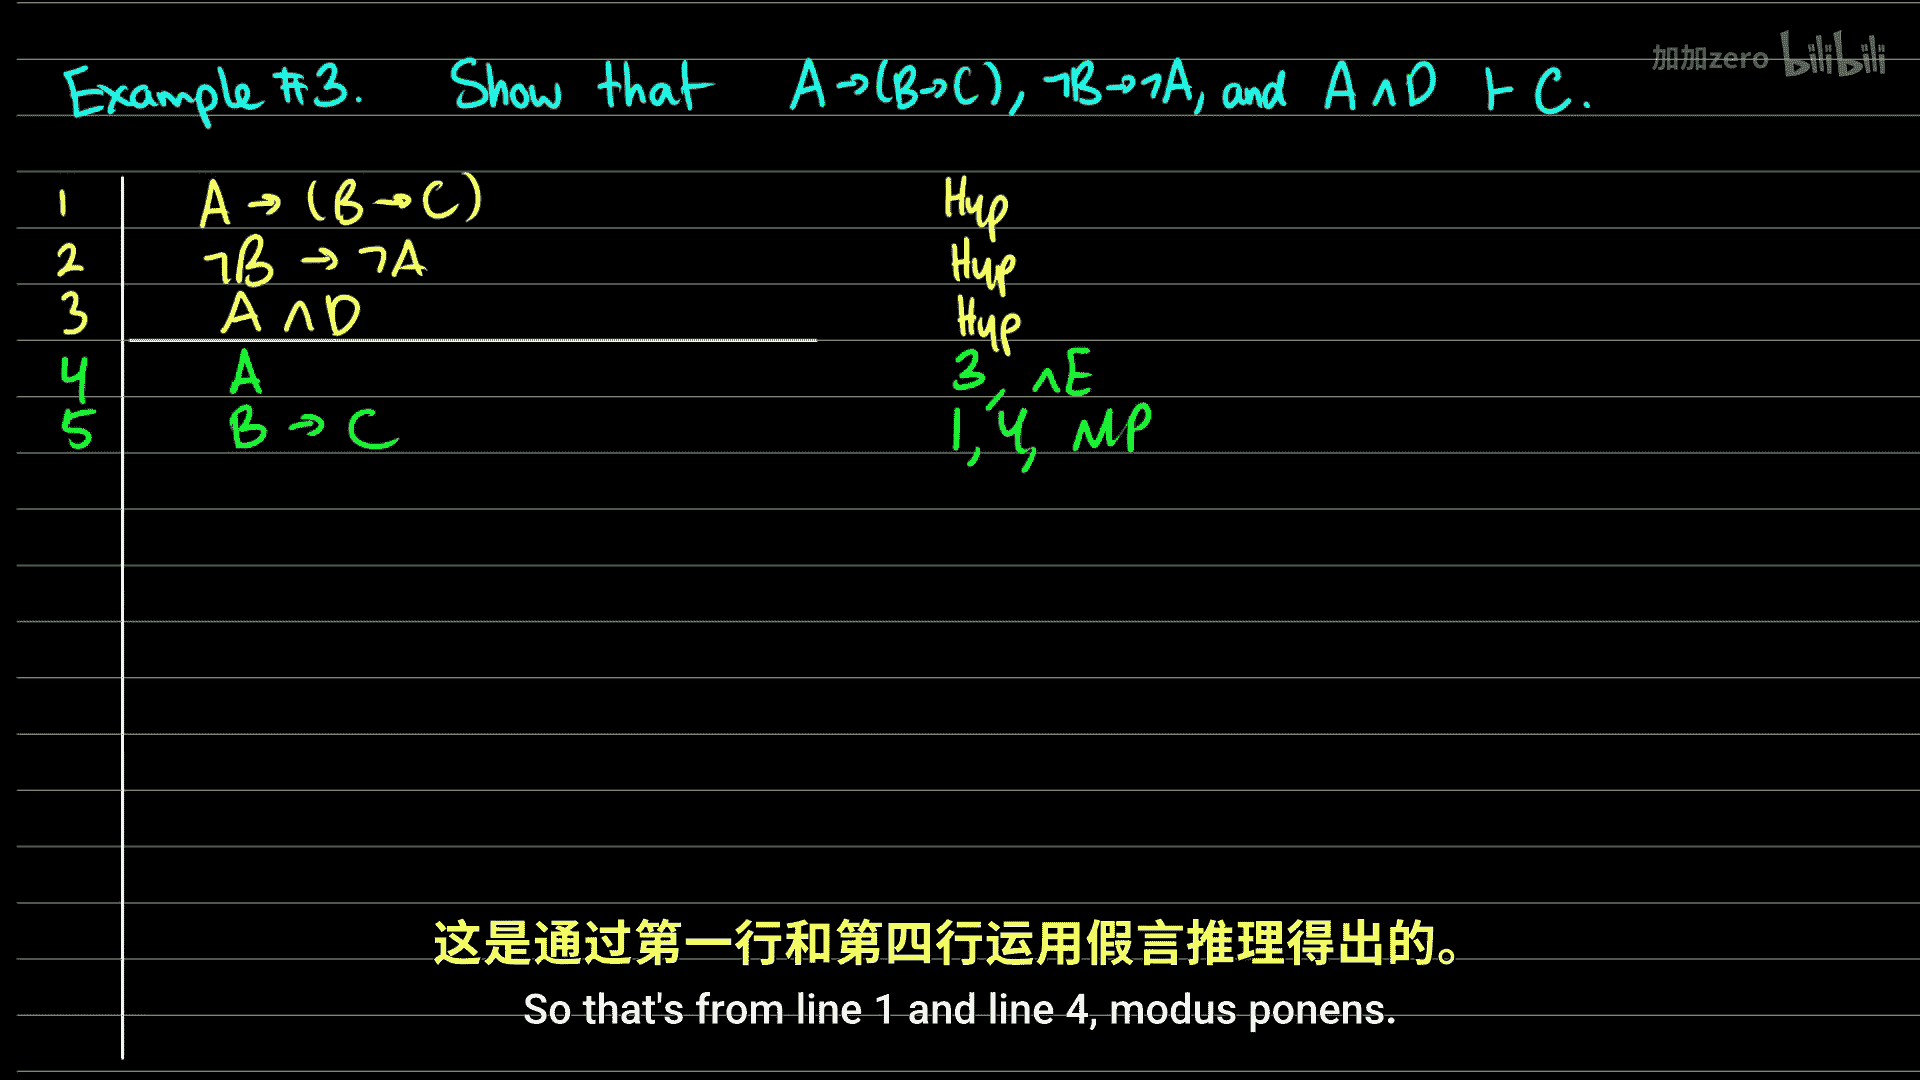 加加zero bilibili
Example #3. Show that A→(B→C), ¬B→¬A, and A∧D ⊢ C.
1 A→(B→C) Hyp
2 ¬B→¬A Hyp
3 A∧D Hyp
4 A 3, ∧E
5 B→C 1, 4, MP
这是通过第一行和第四行运用假言推理得出的。
So that's from line 1 and line 4, modus ponens.